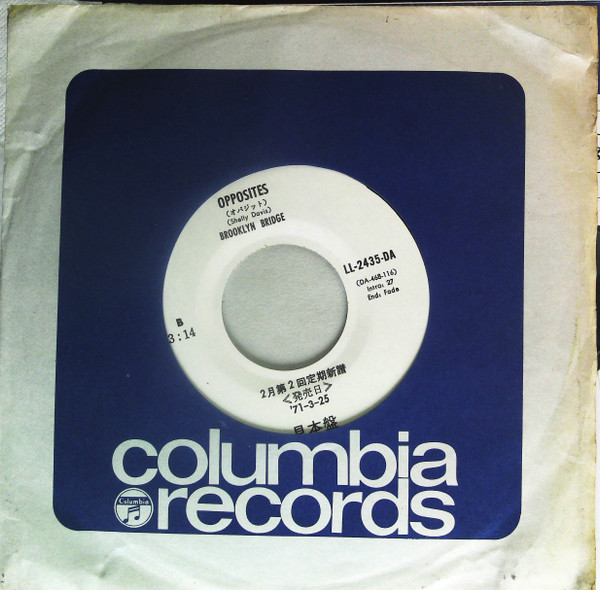 OPPOSITES
(オパジット)
(Shelly Davis)
BROOKLYN BRIDGE
LL-2435-DA
(DA-468-116)
Intro: 27
End: Fade
B
3:14
2月第2回定期新譜
<発売日>
'71-3-25
見本盤
columbia
Columbia
records